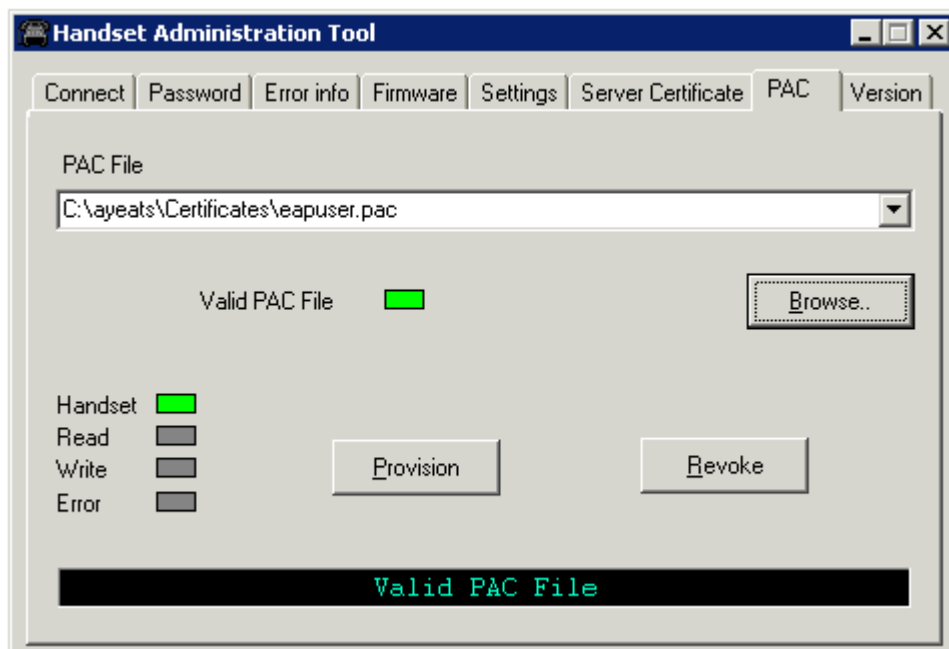 Handset Administration Tool
Connect Password Error info Firmware Settings Server Certificate PAC Version
PAC File
C:\ayeats\Certificates\eapuser.pac
Valid PAC File Browse..
Handset
Read
Write
Error
Provision Revoke
Valid PAC File